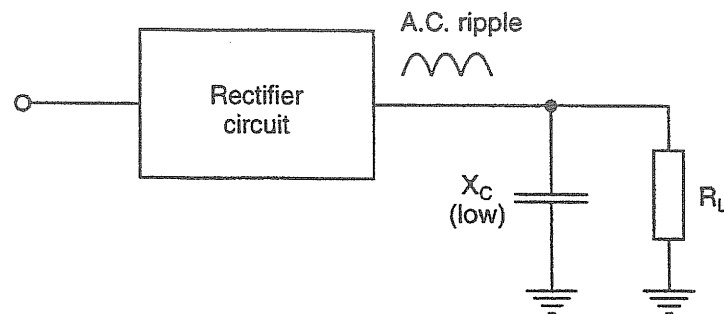 A.C. ripple
Rectifier
circuit
X_C
(low)
R_L